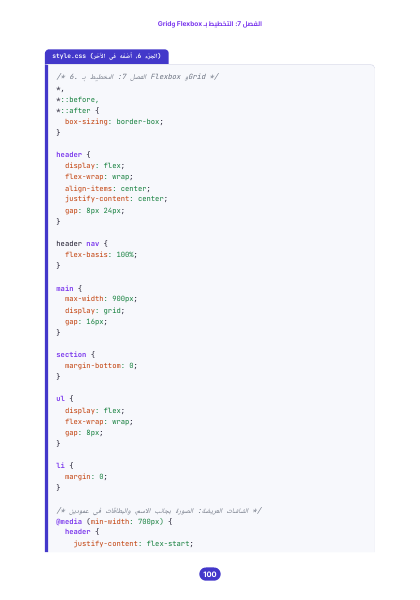 الفصل 7: التخطيط بـ Flexbox وGrid
style.css (الجزء 6، أضفه في الآخر)
/* 6. الفصل 7: التخطيط بـ Flexbox وGrid */
*,
*::before,
*::after {
  box-sizing: border-box;
}
header {
  display: flex;
  flex-wrap: wrap;
  align-items: center;
  justify-content: center;
  gap: 8px 24px;
}
header nav {
  flex-basis: 100%;
}
main {
  max-width: 900px;
  display: grid;
  gap: 16px;
}
section {
  margin-bottom: 0;
}
ul {
  display: flex;
  flex-wrap: wrap;
  gap: 8px;
}
li {
  margin: 0;
}
/* الشاشات العريضة: الصورة بجانب الاسم، والبطاقات في عمودين */
@media (min-width: 700px) {
  header {
    justify-content: flex-start;
100